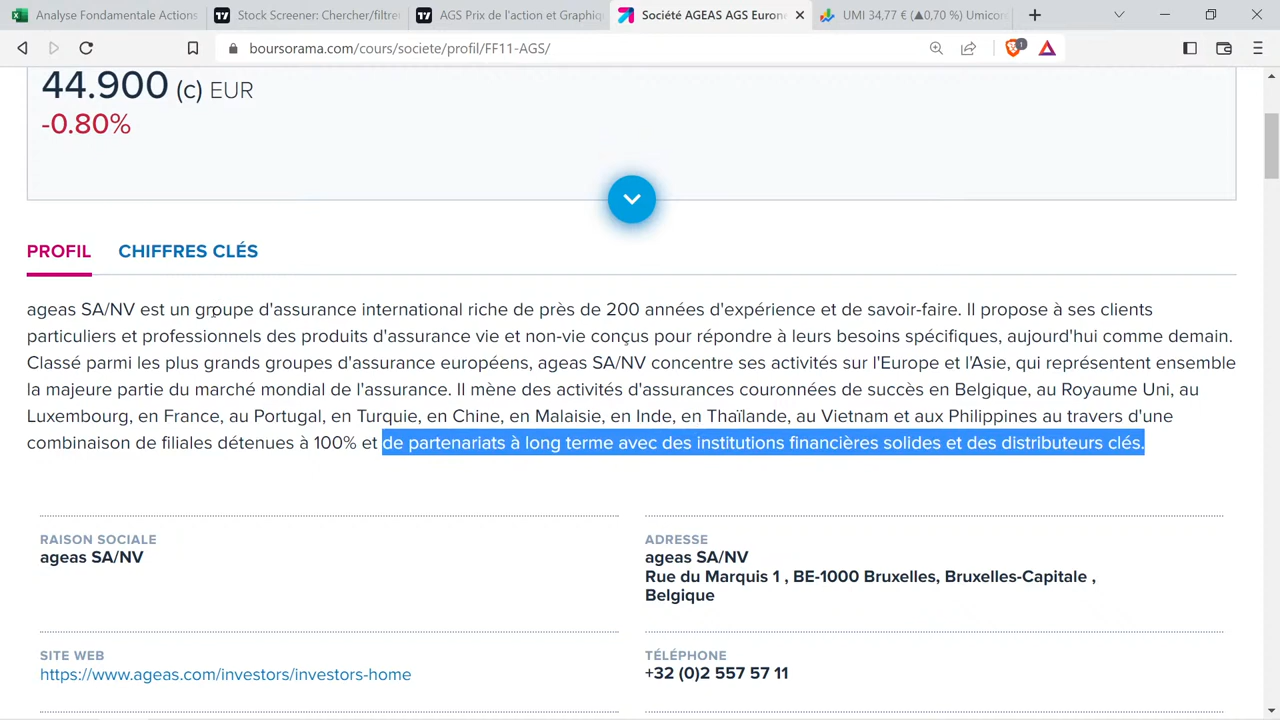 Analyse Fondamentale Actions
Stock Screener: Chercher/filtrer
AGS Prix de l'action et Graphiqu
Société AGEAS AGS Euron
UMI 34,77 € (▲0,70 %) Umicor
boursorama.com/cours/societe/profil/FF11-AGS/
1
44.900 (c) EUR
-0.80%
PROFIL CHIFFRES CLÉS
ageas SA/NV est un groupe d'assurance international riche de près de 200 années d'expérience et de savoir-faire. Il propose à ses clients
particuliers et professionnels des produits d'assurance vie et non-vie conçus pour répondre à leurs besoins spécifiques, aujourd'hui comme demain.
Classé parmi les plus grands groupes d'assurance européens, ageas SA/NV concentre ses activités sur l'Europe et l'Asie, qui représentent ensemble
la majeure partie du marché mondial de l'assurance. Il mène des activités d'assurances couronnées de succès en Belgique, au Royaume Uni, au
Luxembourg, en France, au Portugal, en Turquie, en Chine, en Malaisie, en Inde, en Thaïlande, au Vietnam et aux Philippines au travers d'une
combinaison de filiales détenues à 100% et de partenariats à long terme avec des institutions financières solides et des distributeurs clés.
RAISON SOCIALE
ageas SA/NV
ADRESSE
ageas SA/NV
Rue du Marquis 1 , BE-1000 Bruxelles, Bruxelles-Capitale ,
Belgique
SITE WEB
https://www.ageas.com/investors/investors-home
TÉLÉPHONE
+32 (0)2 557 57 11